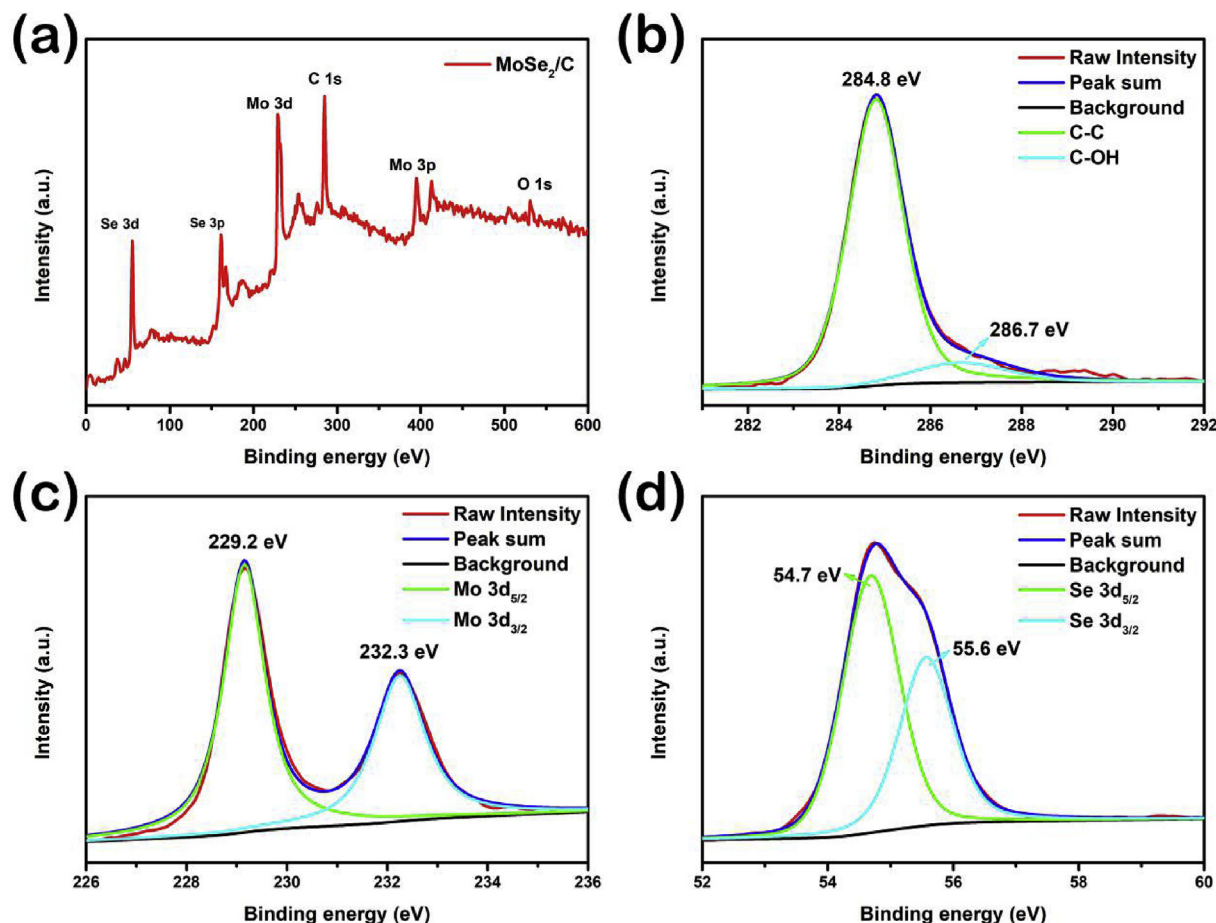 (a)
MoSe₂/C
C 1s
Mo 3d
Mo 3p
O 1s
Se 3d
Se 3p
Intensity (a.u.)
0 100 200 300 400 500 600
Binding energy (eV)
(b)
Raw Intensity
Peak sum
Background
C-C
C-OH
284.8 eV
286.7 eV
Intensity (a.u.)
282 284 286 288 290 292
Binding energy (eV)
(c)
Raw Intensity
Peak sum
Background
Mo 3d₅/₂
Mo 3d₃/₂
229.2 eV
232.3 eV
Intensity (a.u.)
226 228 230 232 234 236
Binding energy (eV)
(d)
Raw Intensity
Peak sum
Background
Se 3d₅/₂
Se 3d₃/₂
54.7 eV
55.6 eV
Intensity (a.u.)
52 54 56 58 60
Binding energy (eV)